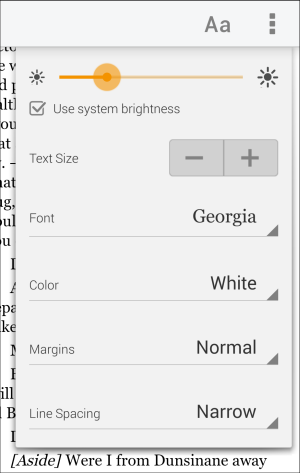 Aa
Use system brightness
Text Size
Font Georgia
Color White
Margins Normal
Line Spacing Narrow
[Aside] Were I from Dunsinane away